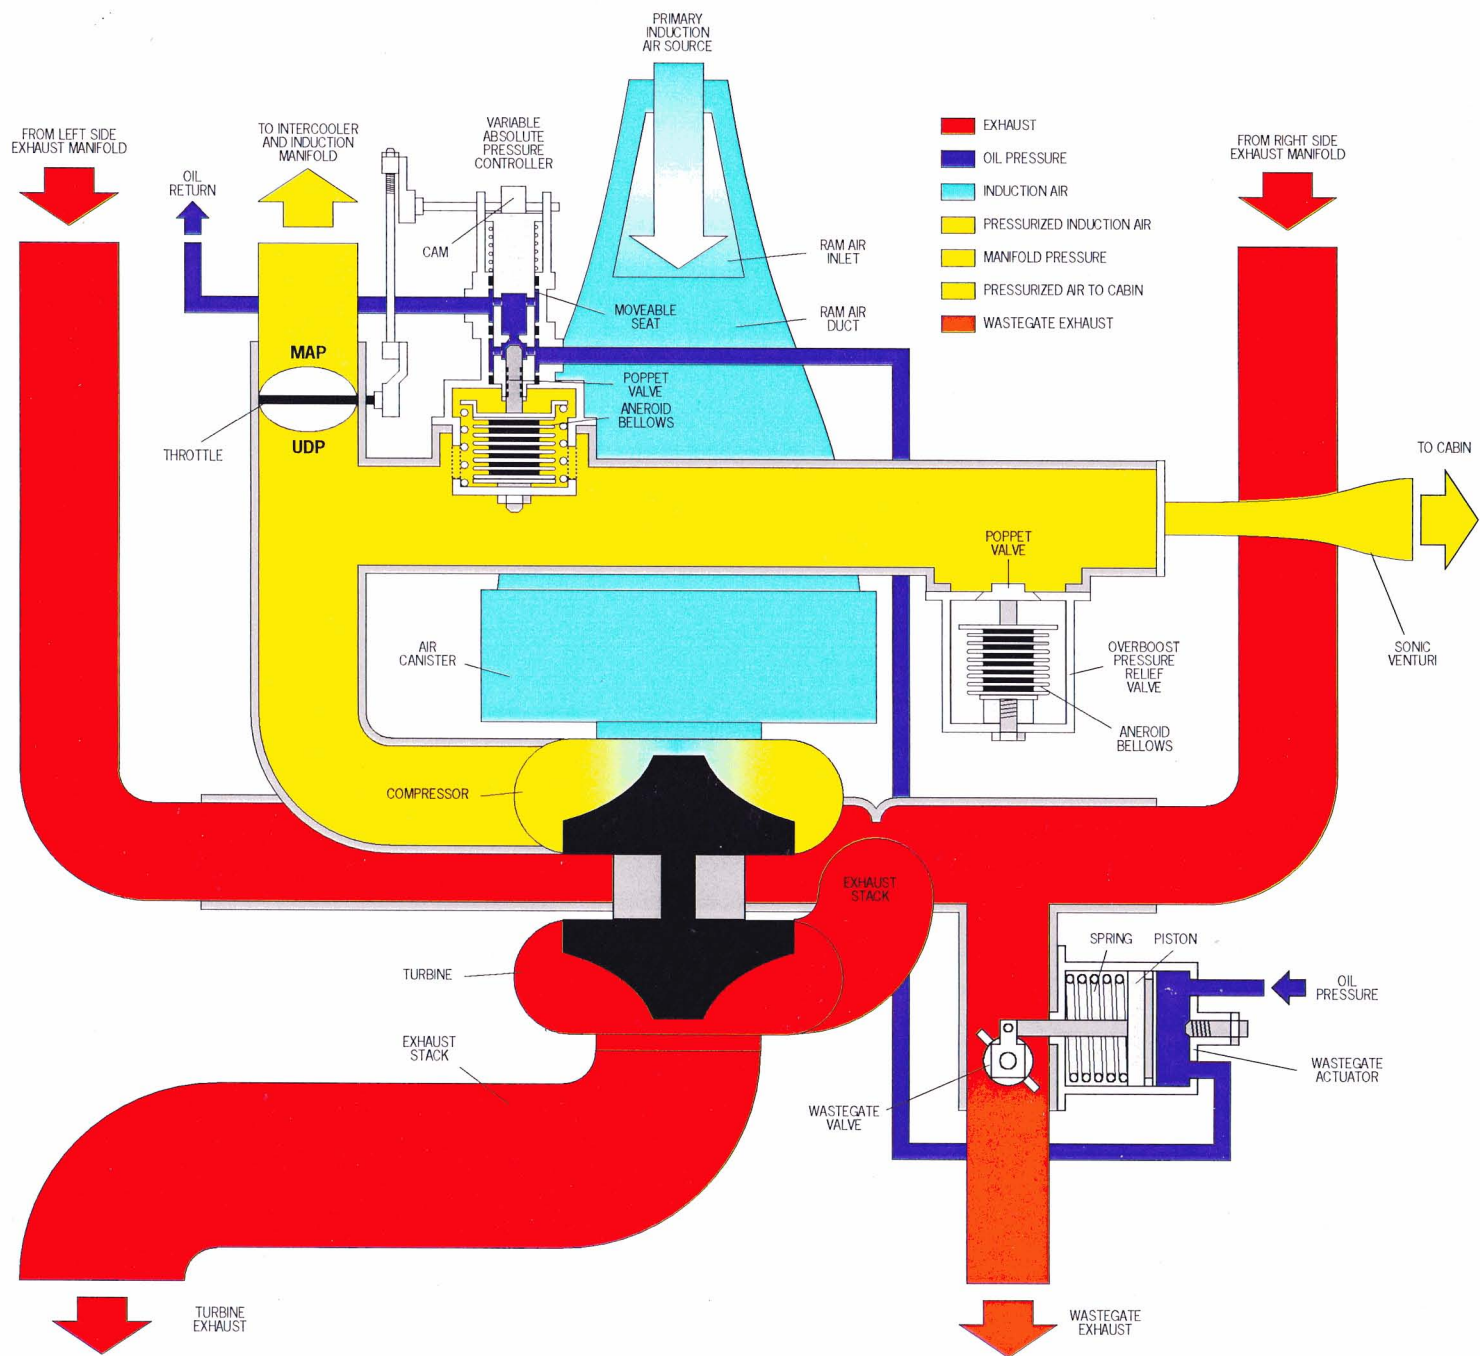 PRIMARY
INDUCTION
AIR SOURCE
FROM LEFT SIDE
EXHAUST MANIFOLD
TO INTERCOOLER
AND INDUCTION
MANIFOLD
VARIABLE
ABSOLUTE
PRESSURE
CONTROLLER
OIL
RETURN
CAM
EXHAUST
OIL PRESSURE
INDUCTION AIR
PRESSURIZED INDUCTION AIR
MANIFOLD PRESSURE
PRESSURIZED AIR TO CABIN
WASTEGATE EXHAUST
FROM RIGHT SIDE
EXHAUST MANIFOLD
RAM AIR
INLET
MOVEABLE
SEAT
RAM AIR
DUCT
MAP
POPPET
VALVE
ANEROID
BELLOWS
THROTTLE
UDP
TO CABIN
POPPET
VALVE
AIR
CANISTER
OVERBOOST
PRESSURE
RELIEF
VALVE
SONIC
VENTURI
ANEROID
BELLOWS
COMPRESSOR
EXHAUST
STACK
SPRING
PISTON
TURBINE
OIL
PRESSURE
EXHAUST
STACK
WASTEGATE
ACTUATOR
WASTEGATE
VALVE
TURBINE
EXHAUST
WASTEGATE
EXHAUST